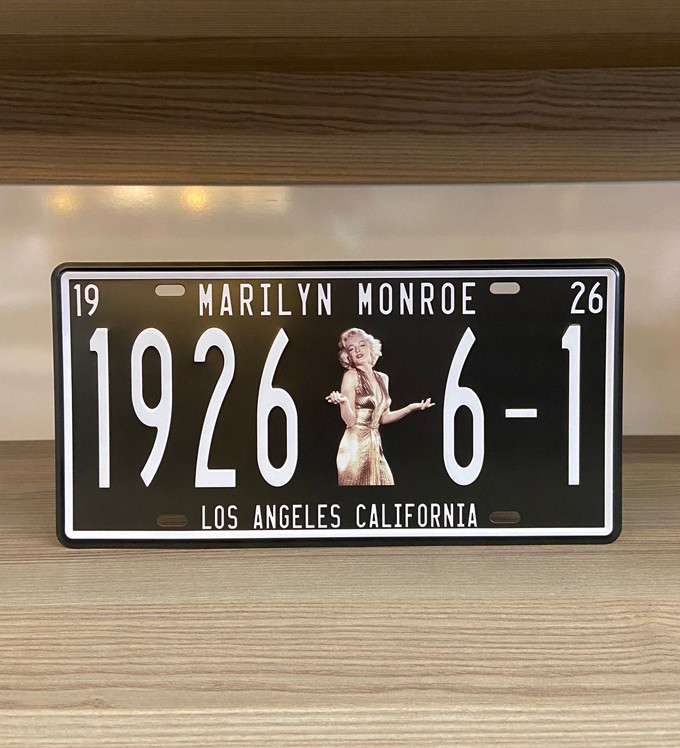 19 MARILYN MONROE 26
1926 6-1
LOS ANGELES CALIFORNIA